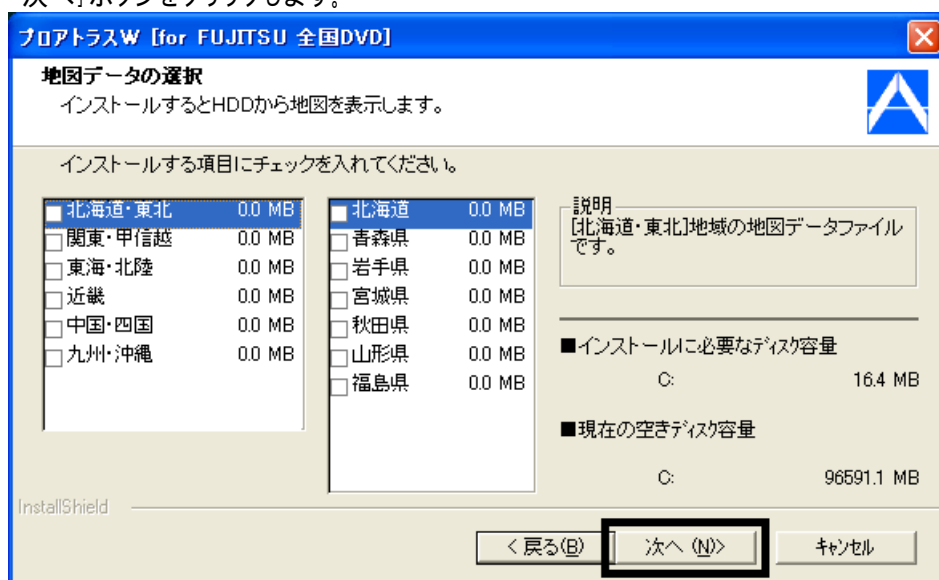 次へ]ボタンをクリックします。
プロアトラスW [for FUJITSU 全国DVD]
地図データの選択
インストールするとHDDから地図を表示します。
インストールする項目にチェックを入れてください。
北海道・東北 0.0 MB
関東・甲信越 0.0 MB
東海・北陸 0.0 MB
近畿 0.0 MB
中国・四国 0.0 MB
九州・沖縄 0.0 MB
北海道 0.0 MB
青森県 0.0 MB
岩手県 0.0 MB
宮城県 0.0 MB
秋田県 0.0 MB
山形県 0.0 MB
福島県 0.0 MB
説明
[北海道・東北]地域の地図データファイル
です。
■インストールに必要なディスク容量
C: 16.4 MB
■現在の空きディスク容量
C: 96591.1 MB
InstallShield
< 戻る(B) 次へ (N)> キャンセル